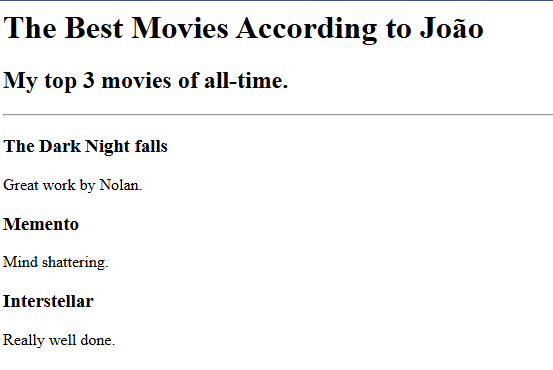 The Best Movies According to João
My top 3 movies of all-time.
The Dark Night falls
Great work by Nolan.
Memento
Mind shattering.
Interstellar
Really well done.